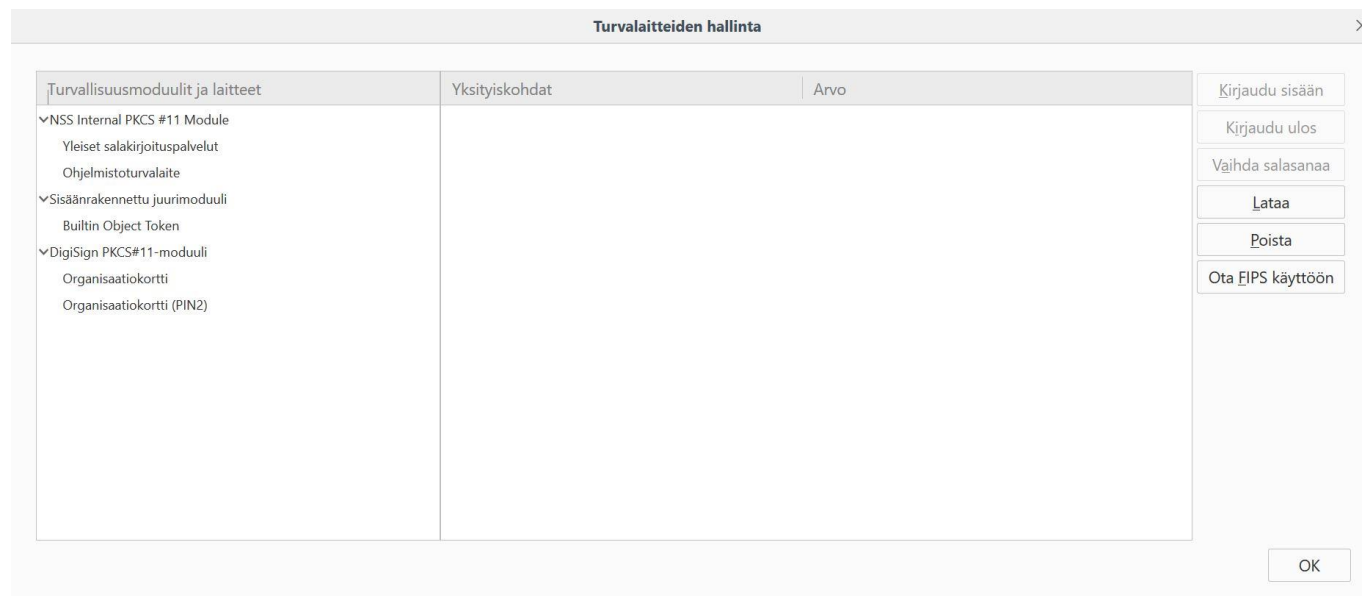 Turvalaitteiden hallinta
Turvallisuusmoduulit ja laitteet Yksityiskohdat Arvo
Kirjaudu sisään
NSS Internal PKCS #11 Module
Kirjaudu ulos
Yleiset salakirjoituspalvelut
Ohjelmistoturvalaite
Vaihda salasanaa
Sisäänrakennettu juurimoduuli
Lataa
Builtin Object Token
Poista
DigiSign PKCS#11-moduuli
Organisaatiokortti
Ota FIPS käyttöön
Organisaatiokortti (PIN2)
OK